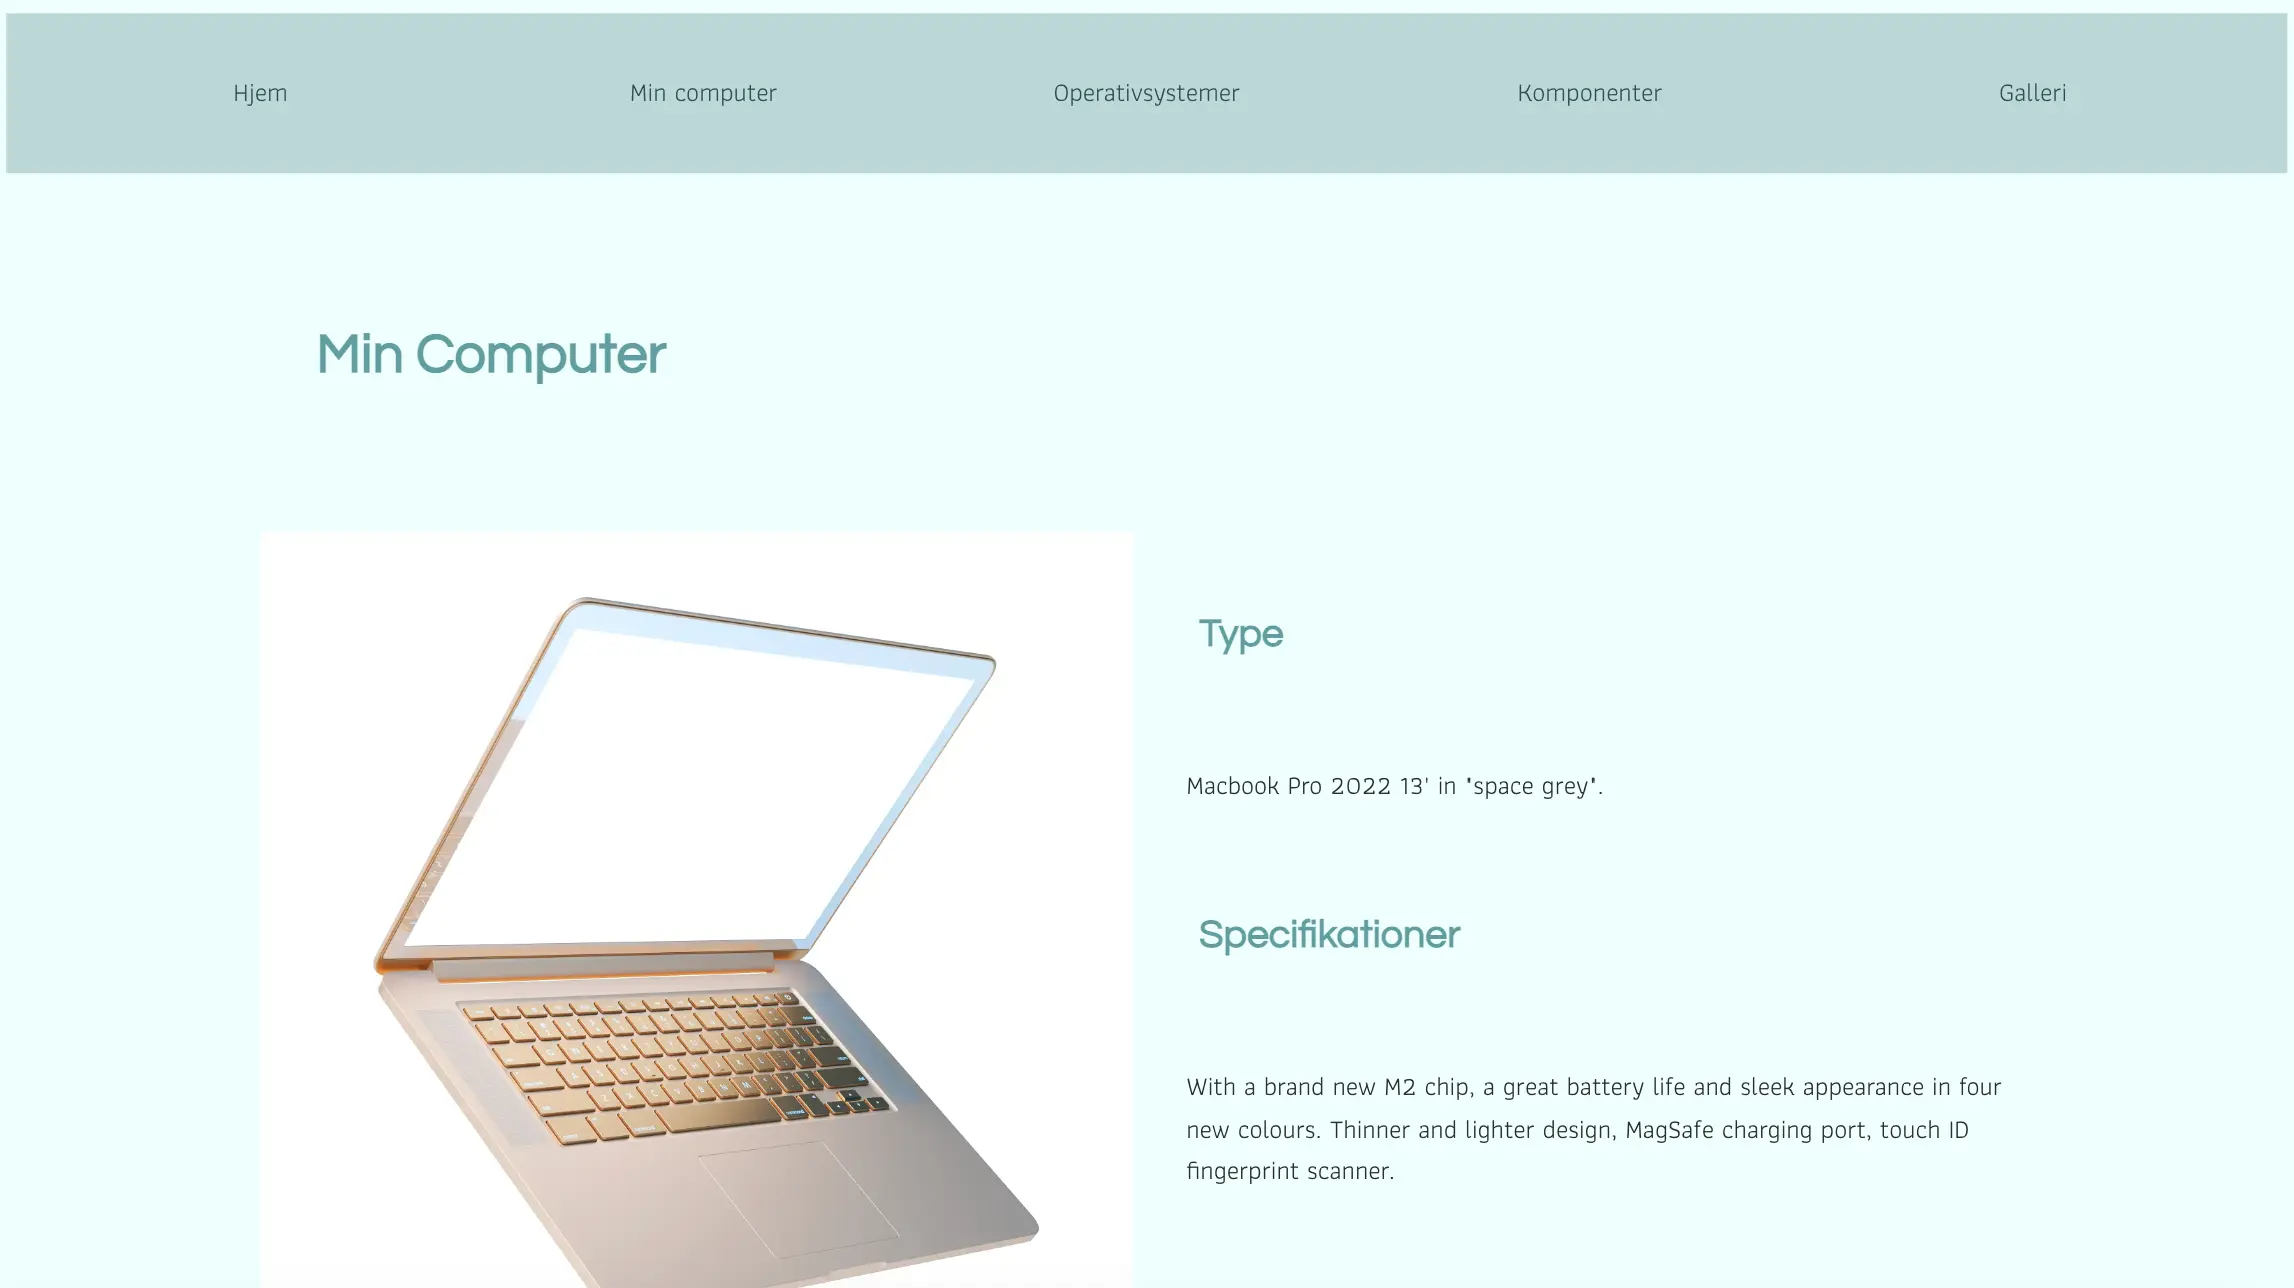 Hjem
Min computer
Operativsystemer
Komponenter
Galleri
Min Computer
Type
Macbook Pro 2022 13' in "space grey".
Specifikationer
With a brand new M2 chip, a great battery life and sleek appearance in four
new colours. Thinner and lighter design, MagSafe charging port, touch ID
fingerprint scanner.